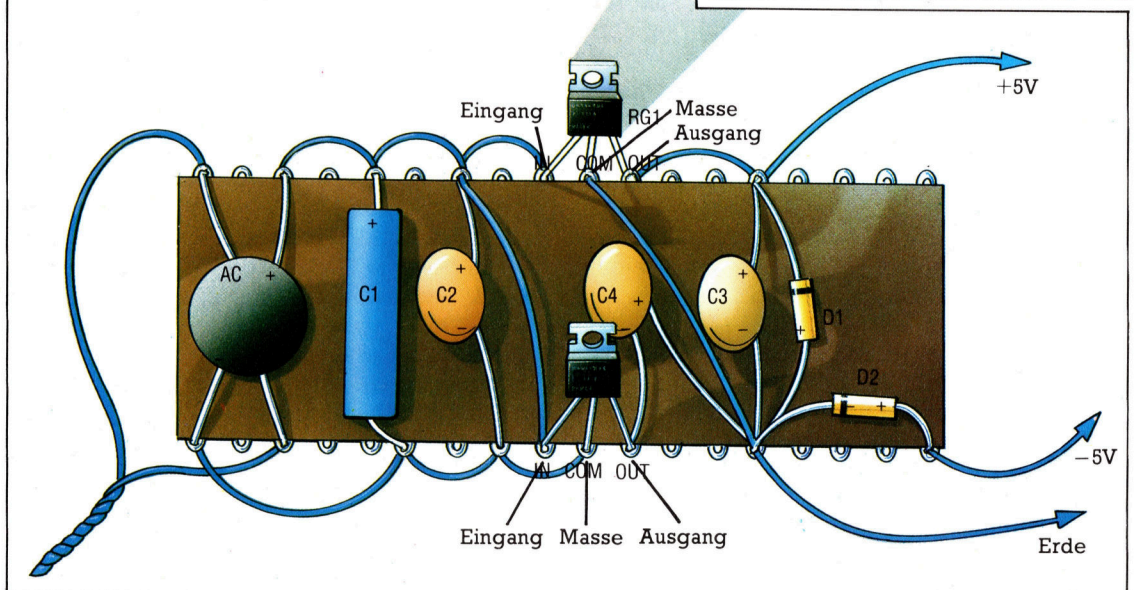 +5V
Eingang
RG1
Masse
Ausgang
IN COM OUT
AC +
+
C1
+
C2
−
C4
+
−
+
C3
−
D1
+
D2
− +
−5V
IN COM OUT
Eingang Masse Ausgang
Erde